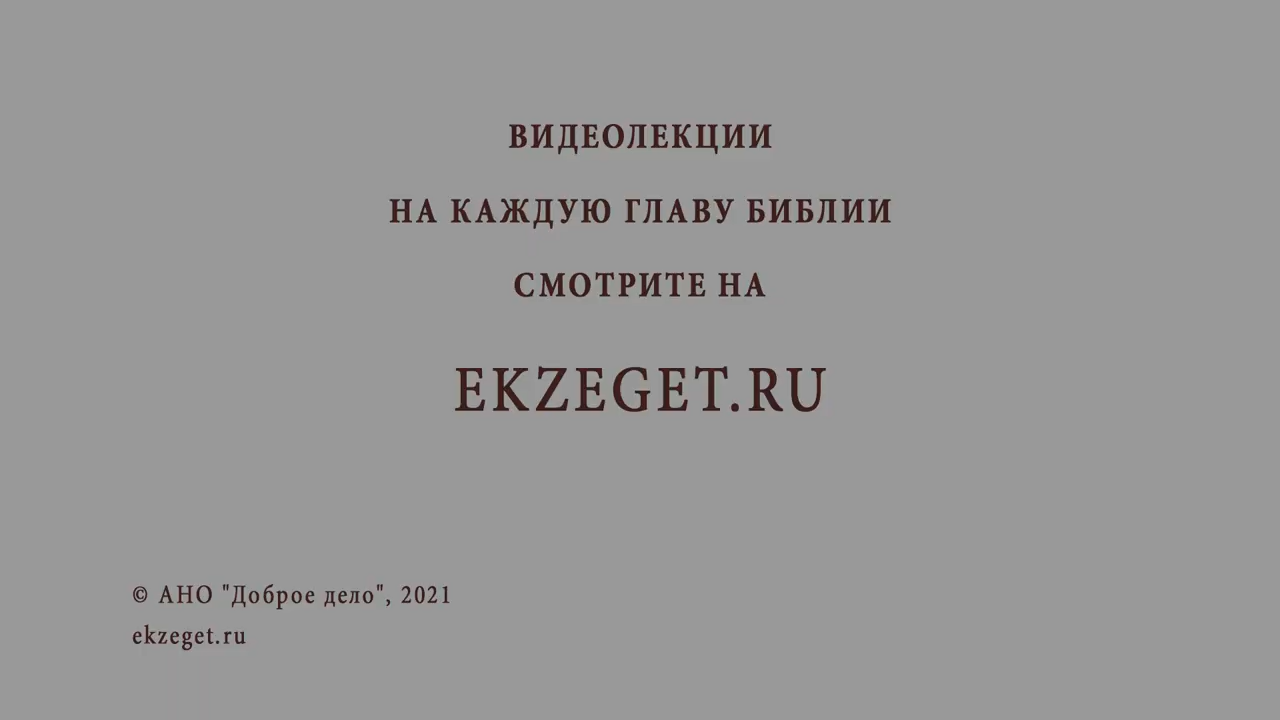 ВИДЕОЛЕКЦИИ
НА КАЖДУЮ ГЛАВУ БИБЛИИ
СМОТРИТЕ НА
EKZEGET.RU
© АНО "Доброе дело", 2021
ekzeget.ru